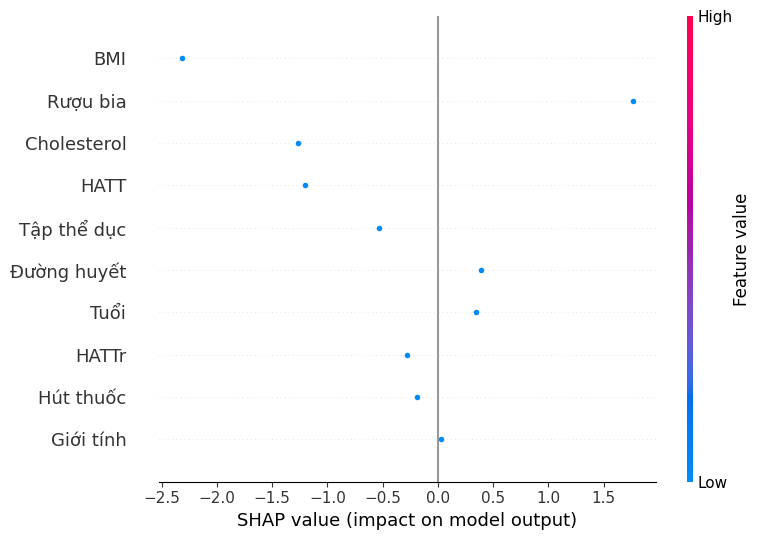 High
BMI
Rượu bia
Cholesterol
HATT
Tập thể dục
Đường huyết
Tuổi
HATTr
Hút thuốc
Giới tính
Feature value
Low
−2.5 −2.0 −1.5 −1.0 −0.5 0.0 0.5 1.0 1.5
SHAP value (impact on model output)